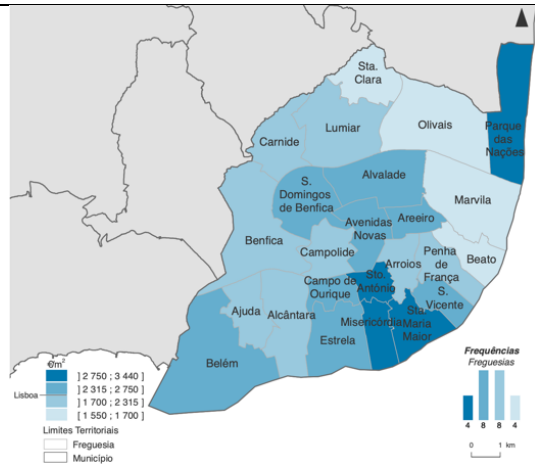 Sta.
Clara
Lumiar
Olivais
Carnide
Parque
das
Nações
S.
Domingos
de Benfica
Alvalade
Marvila
Avenidas
Novas
Areeiro
Benfica
Campolide
Arroios
Penha
de
França
Beato
Campo de
Ourique
Sto.
António
S.
Vicente
Ajuda
Alcântara
Misericórdia
Sta.
Maria
Maior
Estrela
Belém
€/m²
] 2 750 ; 3 440 ]
] 2 315 ; 2 750 ]
Lisboa
] 1 700 ; 2 315 ]
[ 1 550 ; 1 700 ]
Limites Territoriais
Freguesia
Município
Frequências
Freguesias
4 8 8 4
0 1 km